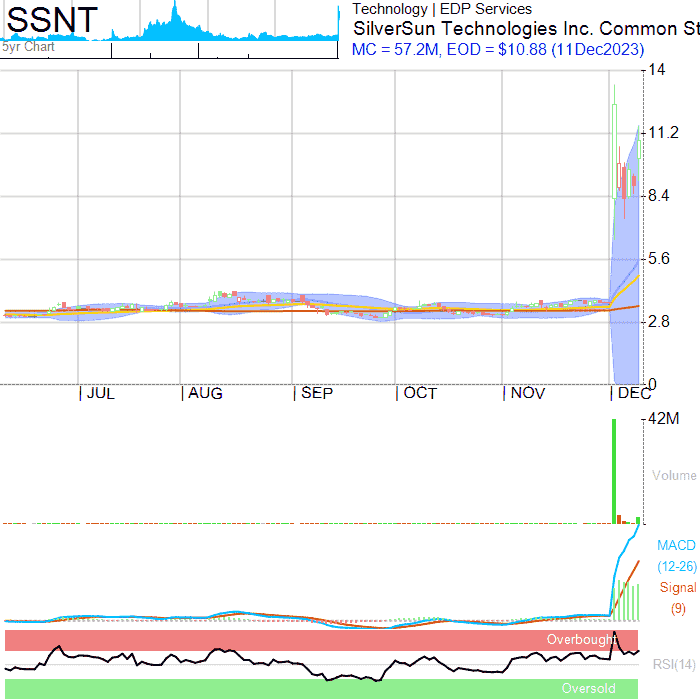 SSNT
5yr Chart
Technology | EDP Services
SilverSun Technologies Inc. Common St
MC = 57.2M, EOD = $10.88 (11Dec2023)
14
11.2
8.4
5.6
2.8
0
JUL
AUG
SEP
OCT
NOV
DEC
42M
Volume
MACD
(12-26)
Signal
(9)
Overbought
RSI(14)
Oversold